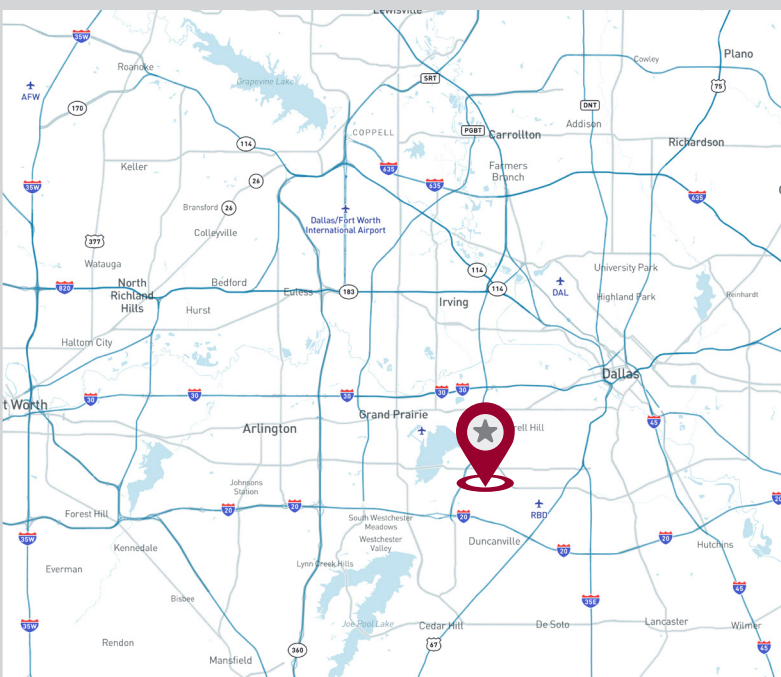 Lewisville
35W
Roanoke
Grapevine Lake
SRT
Cowley
Plano
75
AFW
170
DNT
Addison
COPPELL
PGBT
Carrollton
Richardson
114
Keller
635
Farmers
Branch
35W
26
635
635
Bransford
26
Dallas/Fort Worth
International Airport
Colleyville
377
Watauga
114
University Park
820
North
Richland
Hills
Bedford
Euless
183
114
DAL
Highland Park
Reinhardt
Hurst
Irving
Haltom City
Dallas
t Worth
30
30
30
30
30
Grand Prairie
Arlington
rell Hill
45
Johnsons
Station
20
20
20
20
RBD
Forest Hill
South Westchester
Meadows
35W
Kennedale
Westchester
Valley
Duncanville
20
20
Hutchins
Everman
Lynn Creek Hills
45
Bisbee
35E
35W
Joe Pool Lake
Cedar Hill
De Soto
Lancaster
Wilmer
Rendon
67
360
45
Mansfield